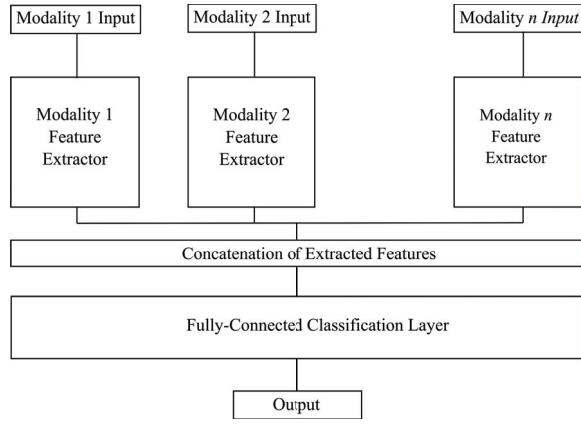 Modality 1 Input
Modality 2 Input
Modality n Input
Modality 1
Feature
Extractor
Modality 2
Feature
Extractor
Modality n
Feature
Extractor
Concatenation of Extracted Features
Fully-Connected Classification Layer
Output